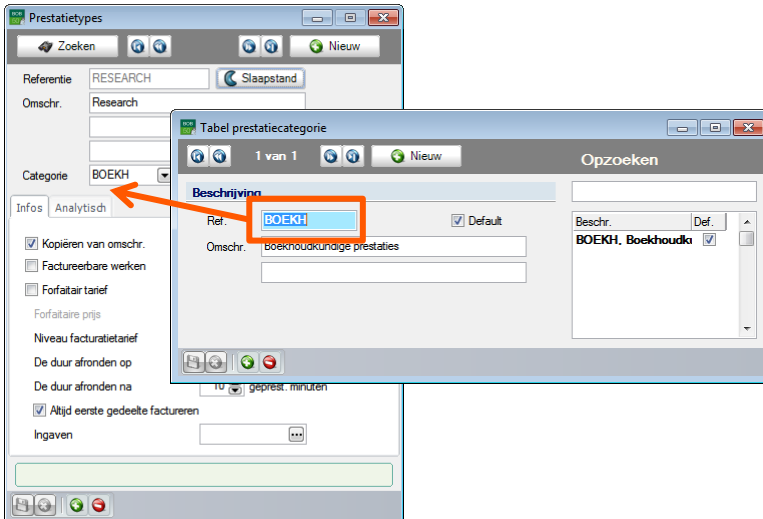 Prestatietypes
Zoeken
Nieuw
Referentie RESEARCH Slaapstand
Omschr. Research
Categorie BOEKH
Infos Analytisch
Kopiëren van omschr.
Factureerbare werken
Forfaitair tarief
Forfaitaire prijs
Niveau facturatietarief
De duur afronden op
De duur afronden na 10 geprest. minuten
Altijd eerste gedeelte factureren
Ingaven
Tabel prestatiecategorie
1 van 1 Nieuw Opzoeken
Beschrijving
Ref. BOEKH Default
Omschr. Boekhoudkundige prestaties
Beschr. Def.
BOEKH, Boekhoudk